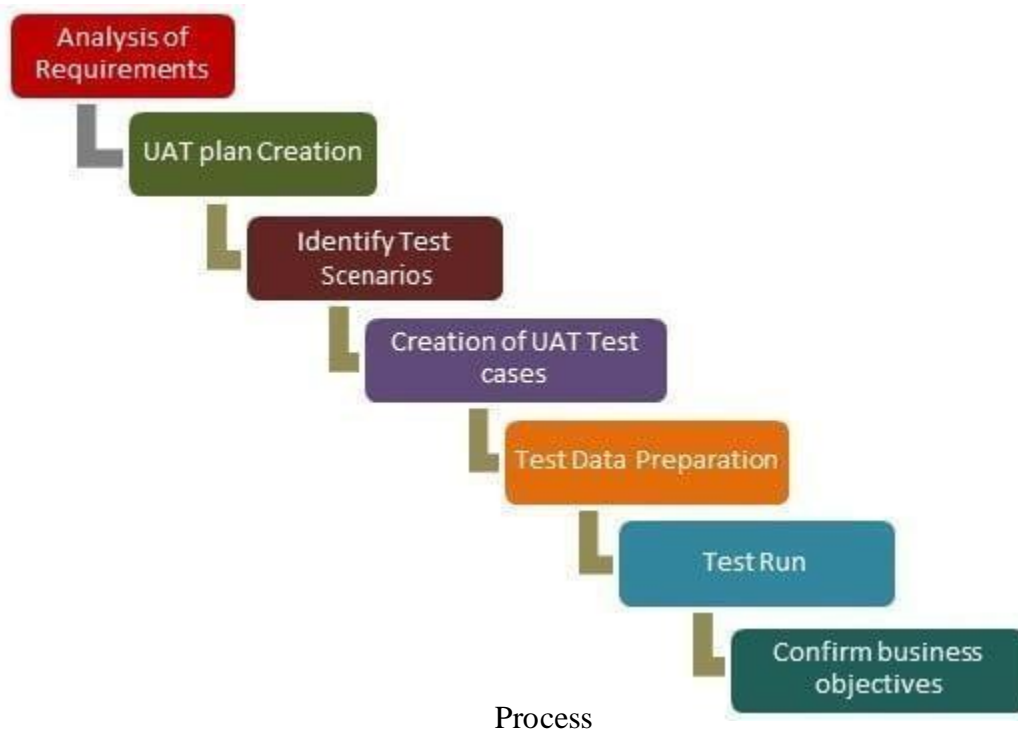 Analysis of
Requirements
UAT plan Creation
Identify Test
Scenarios
Creation of UAT Test
cases
Test Data Preparation
Test Run
Confirm business
objectives
Process